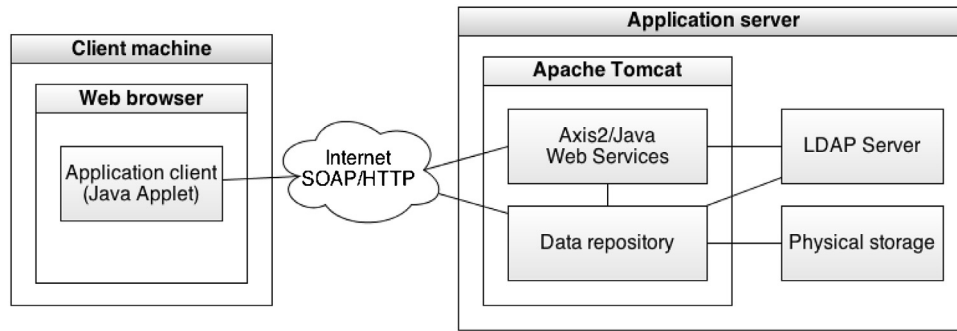 Client machine
Web browser
Application client
(Java Applet)
Internet
SOAP/HTTP
Application server
Apache Tomcat
Axis2/Java
Web Services
Data repository
LDAP Server
Physical storage